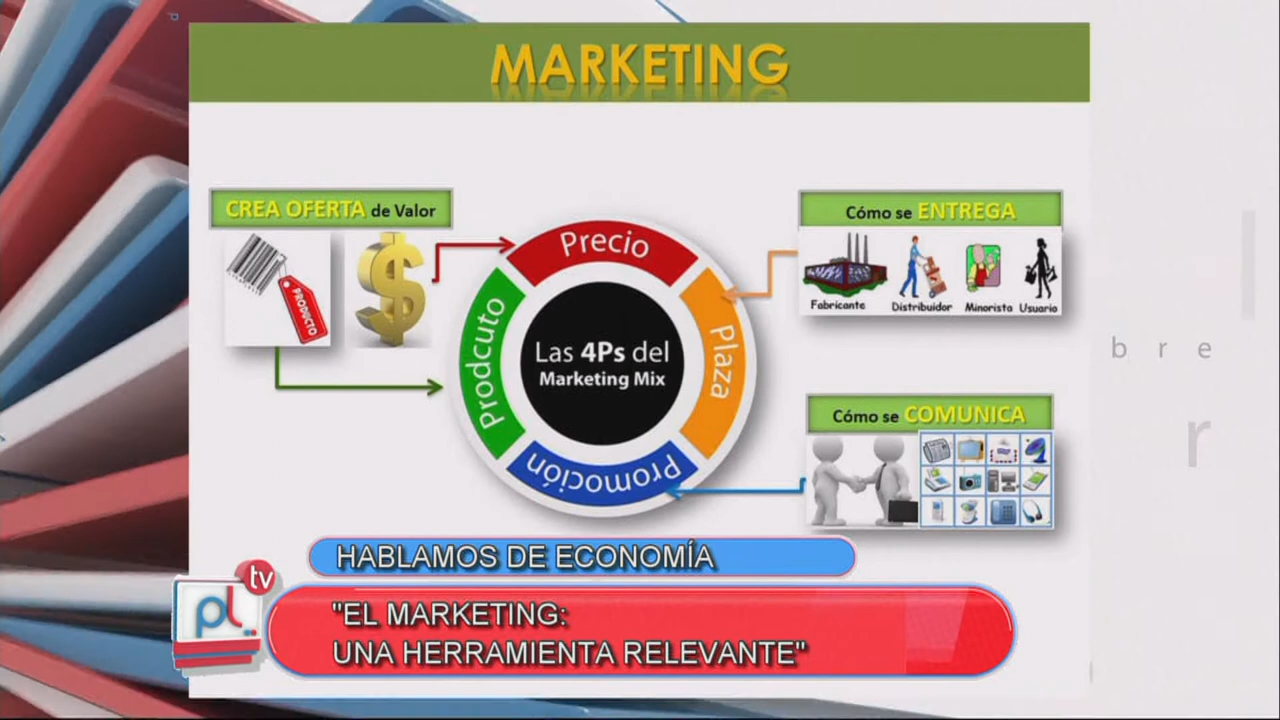 MARKETING
CREA OFERTA de Valor
PRODUCTO
Precio
Plaza
Promoción
Prodcuto
Las 4Ps del
Marketing Mix
Cómo se ENTREGA
Fabricante Distribuidor Minorista Usuario
Cómo se COMUNICA
b r e
r
HABLAMOS DE ECONOMÍA
tv
pl
"EL MARKETING:
UNA HERRAMIENTA RELEVANTE"